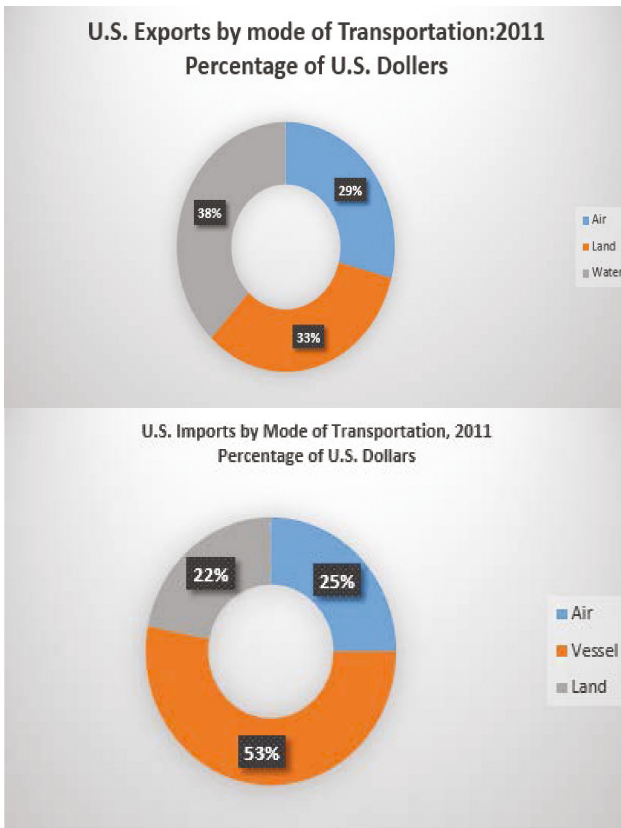 U.S. Exports by mode of Transportation:2011
Percentage of U.S. Dollers
29%
38%
33%
Air
Land
Water
U.S. Imports by Mode of Transportation, 2011
Percentage of U.S. Dollars
22%
25%
53%
Air
Vessel
Land